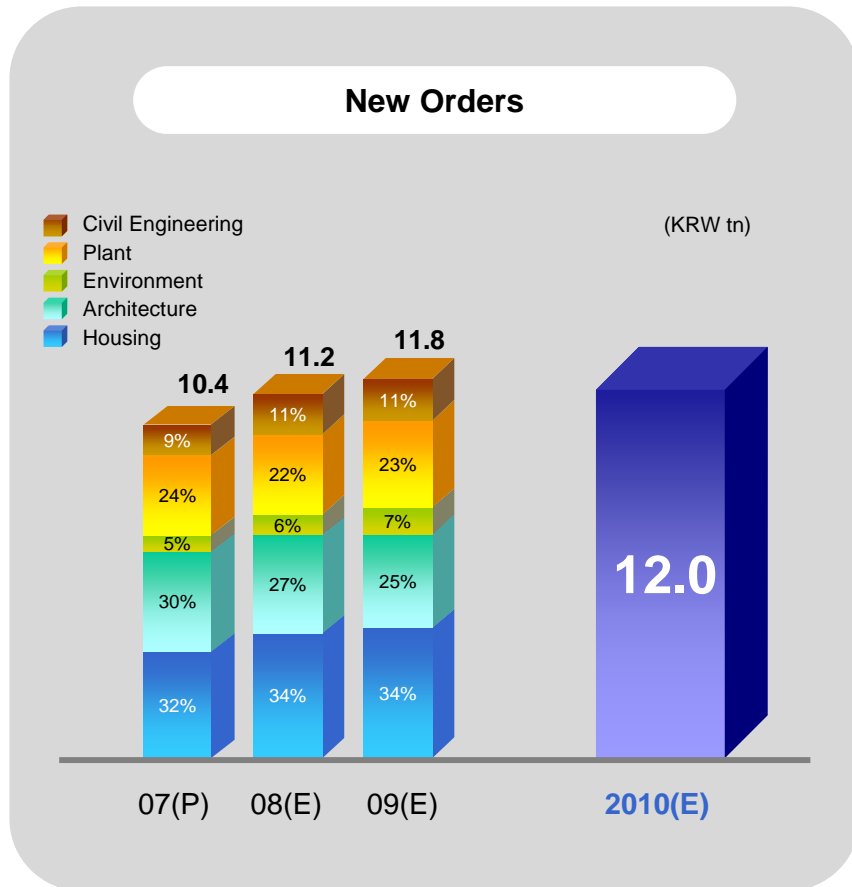 New Orders
Civil Engineering
Plant
Environment
Architecture
Housing
(KRW tn)
10.4
11.2
11.8
9%
11%
11%
24%
22%
23%
5%
6%
7%
30%
27%
25%
32%
34%
34%
12.0
07(P)
08(E)
09(E)
2010(E)